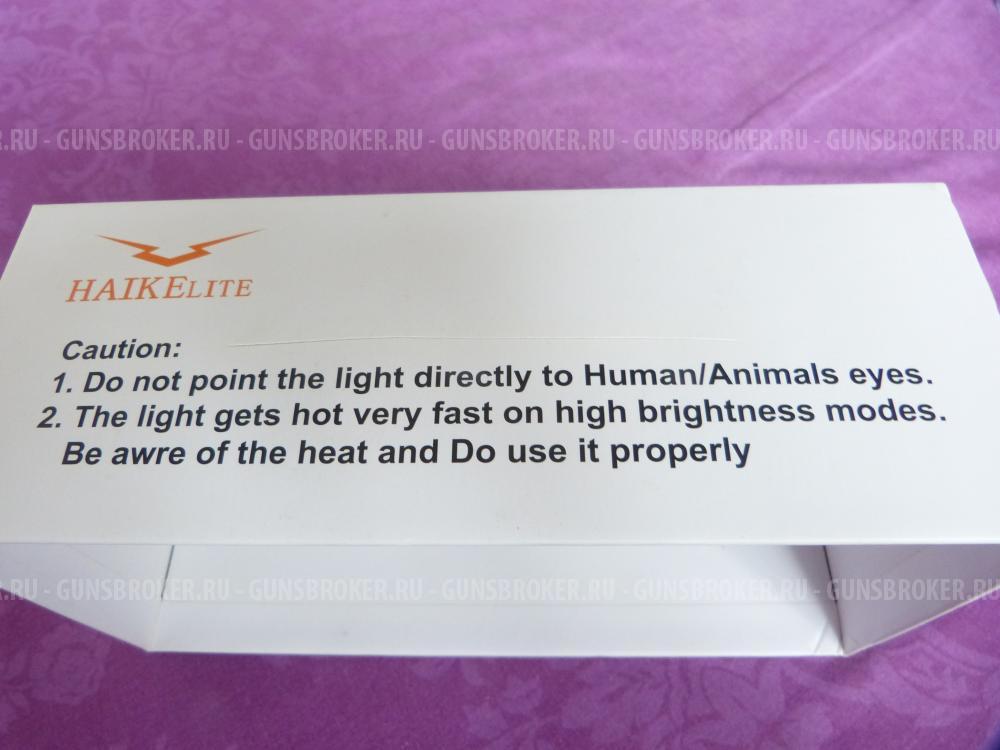 .RU - GUNSBROKER.RU - GUNSBROKER.RU - GUNSBROKER.RU - GUNSBROKER.RU - GUNSBROKER.RU
HAIKELITE
Caution:
1. Do not point the light directly to Human/Animals eyes.
2. The light gets hot very fast on high brightness modes.
Be awre of the heat and Do use it properly
.RU - GUNSBROKER.RU - GUNSBROKER.RU - GUNSBROKER.RU - GUNSBROKER.RU - GUNSBROKER.RU